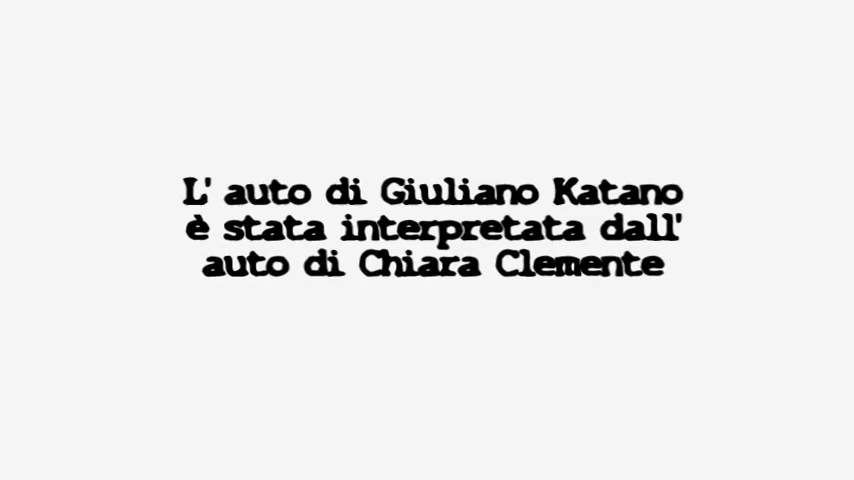 L' auto di Giuliano Katano
è stata interpretata dall'
auto di Chiara Clemente